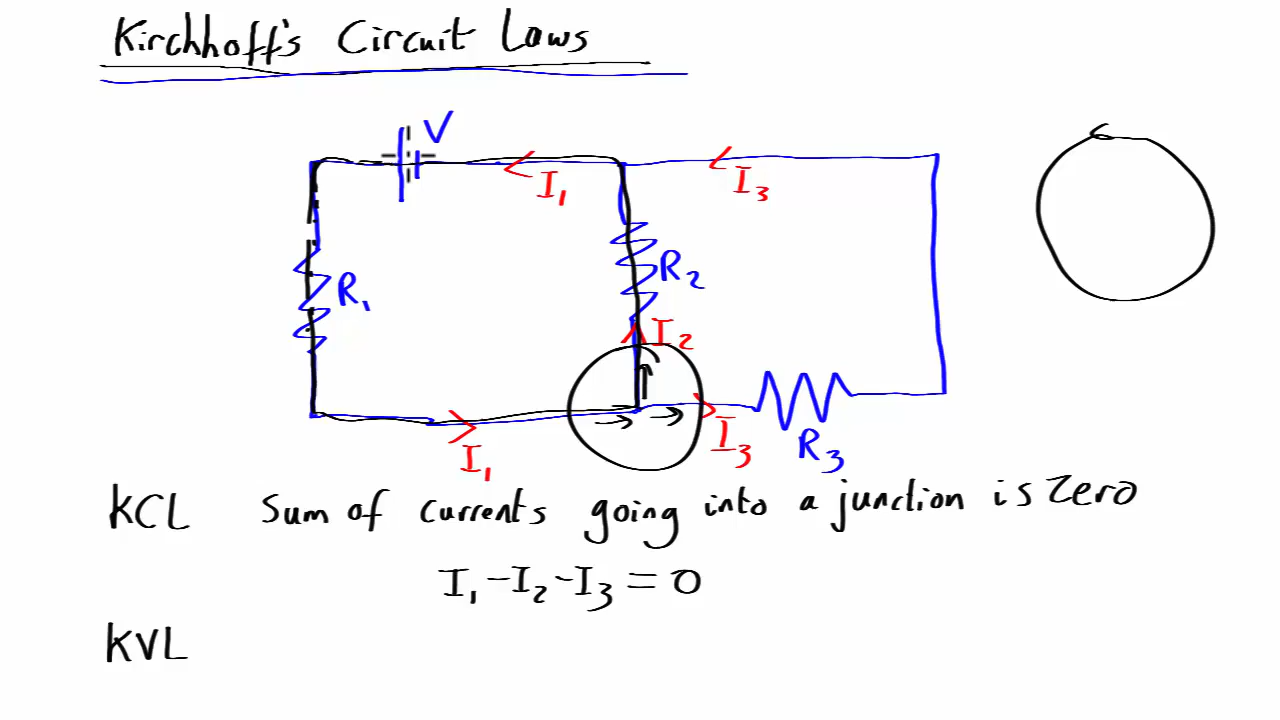 Kirchhoff's Circuit Laws
V
I₁
I₃
R₁
R₂
I₂
I₃
I₁
R₃
KCL Sum of currents going into a junction is zero
I₁ - I₂ - I₃ = 0
KVL